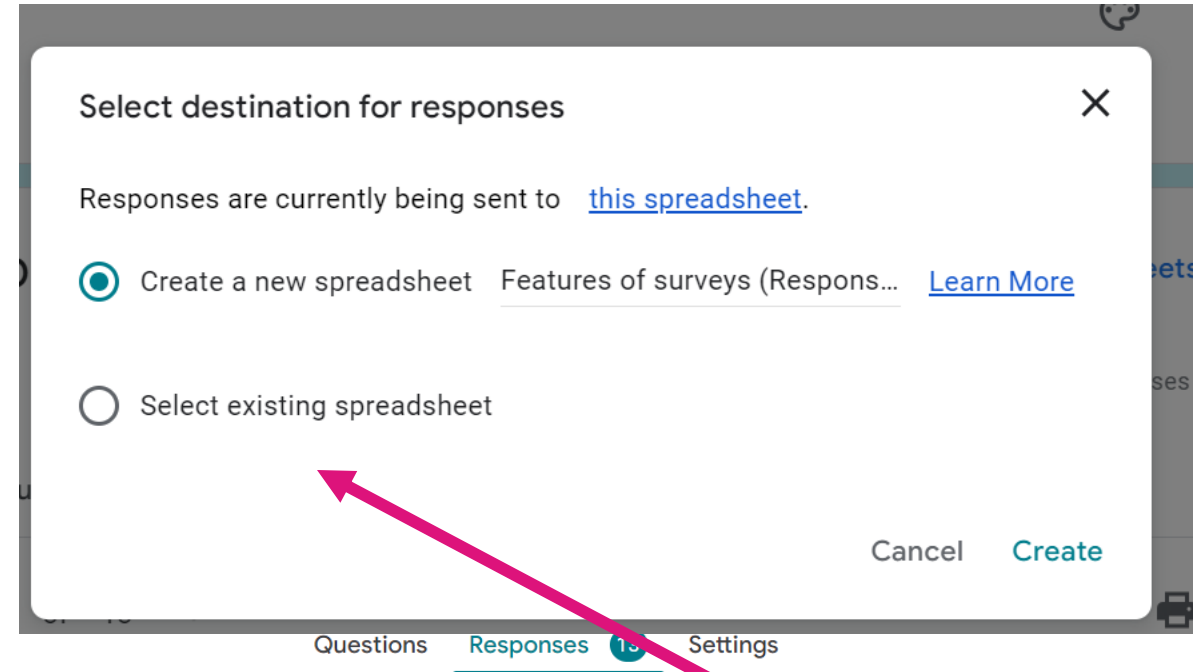 Select destination for responses
Responses are currently being sent to this spreadsheet.
Create a new spreadsheet Features of surveys (Respons... Learn More
Select existing spreadsheet
Cancel Create
Questions Responses Settings